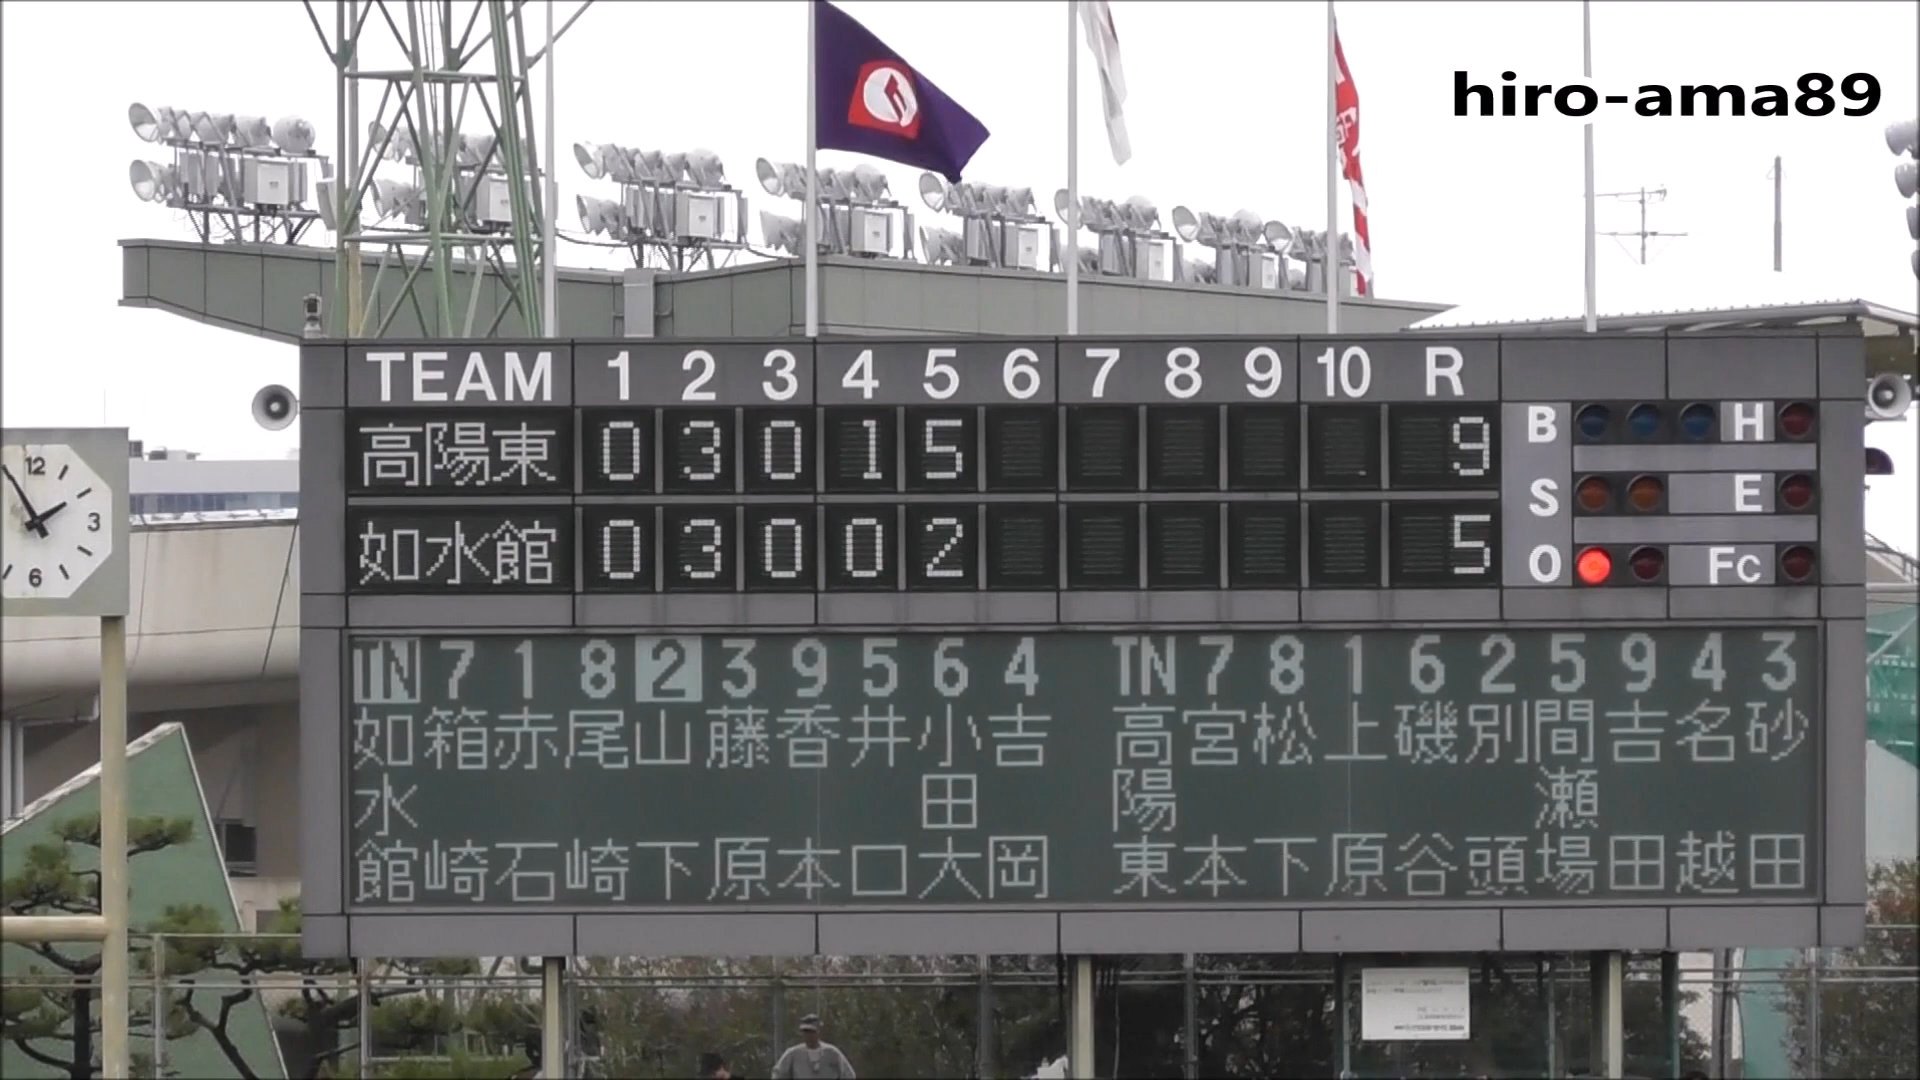 hiro-ama89
TEAM 1 2 3 4 5 6 7 8 9 10 R
高陽東 0 3 0 1 5 9
如水館 0 3 0 0 2 5
B H
S E
O Fc
12
3
6
IN 7 1 8 2 3 9 5 6 4
如水館 箱崎 赤石 尾崎 山下 藤原 香本 井口 小田大 吉岡
IN 7 8 1 6 2 5 9 4 3
高陽東 宮本 松下 上原 磯谷 別頭 間瀬場 吉田 名越 砂田